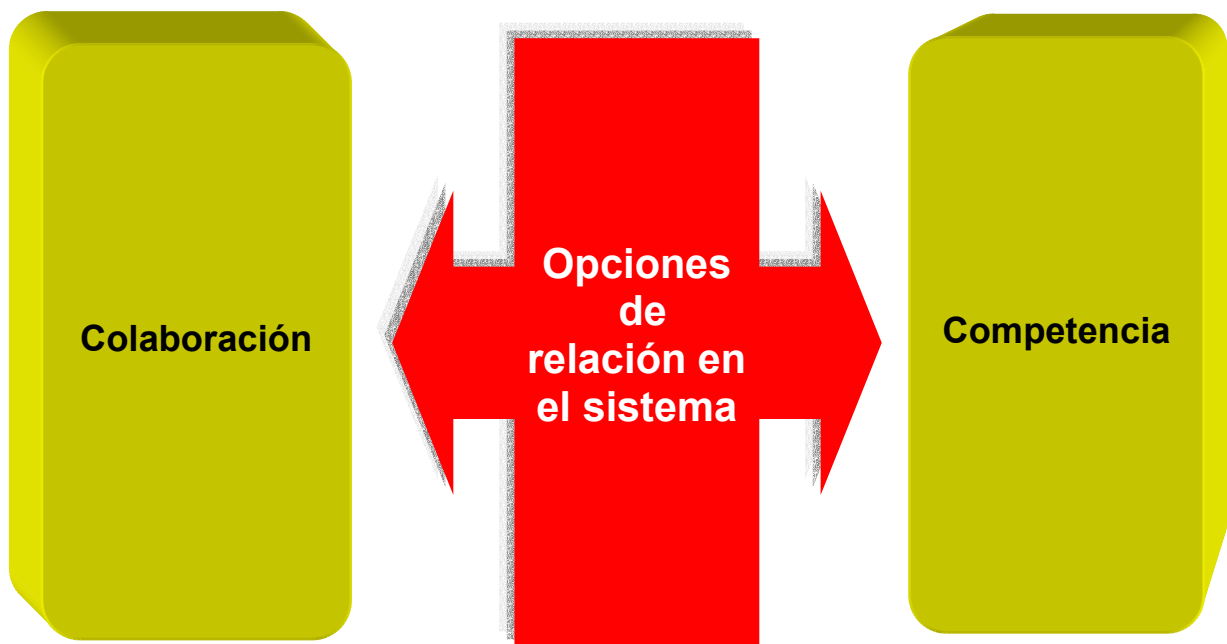 Colaboración
Opciones
de
relación en
el sistema
Competencia